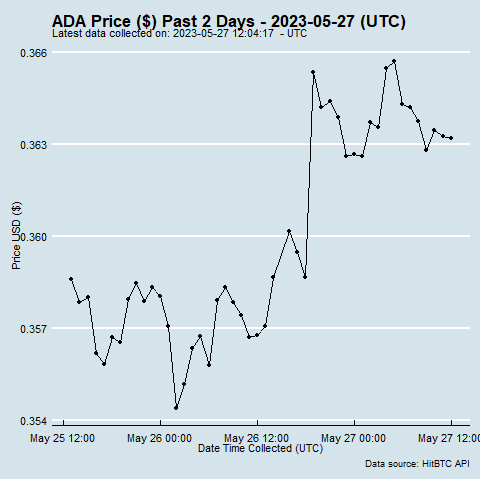 ADA Price ($) Past 2 Days - 2023-05-27 (UTC)
Latest data collected on: 2023-05-27 12:04:17  - UTC
0.366
0.363
0.360
0.357
0.354
Price USD ($)
May 25 12:00 May 26 00:00 May 26 12:00 May 27 00:00 May 27 12:00
Date Time Collected (UTC)
Data source: HitBTC API